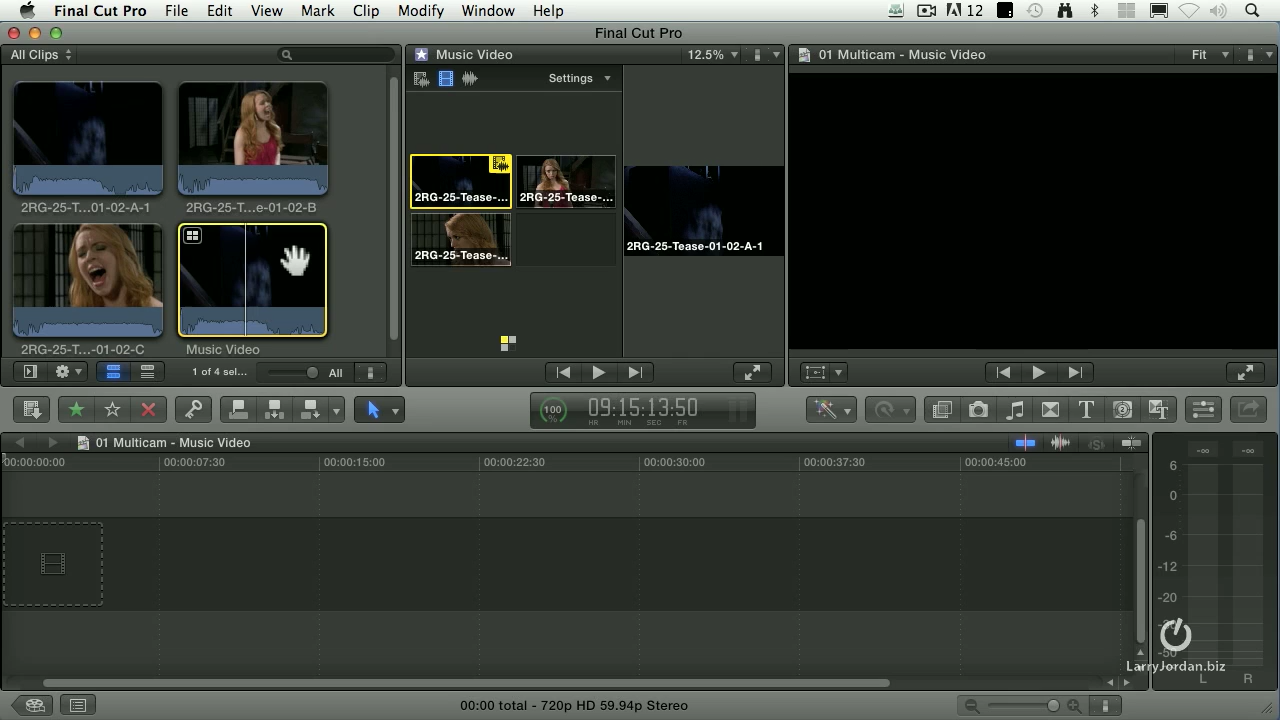 Final Cut Pro File Edit View Mark Clip Modify Window Help 12
Final Cut Pro
All Clips
Music Video 12.5%
01 Multicam - Music Video Fit
Settings
2RG-25-T...01-02-A-1
2RG-25-T...e-01-02-B
2RG-25-Tease-...
2RG-25-Tease-...
2RG-25-Tease-...
2RG-25-Tease-01-02-A-1
2RG-25-T...-01-02-C
Music Video
1 of 4 sel...
All
100
%
09:15:13:50
HR MIN SEC FR
01 Multicam - Music Video
00:00:00:00
00:00:07:30
00:00:15:00
00:00:22:30
00:00:30:00
00:00:37:30
00:00:45:00
-∞ -∞
6
0
-6
-12
-20
-50
LarryJordan.biz
L R
00:00 total - 720p HD 59.94p Stereo